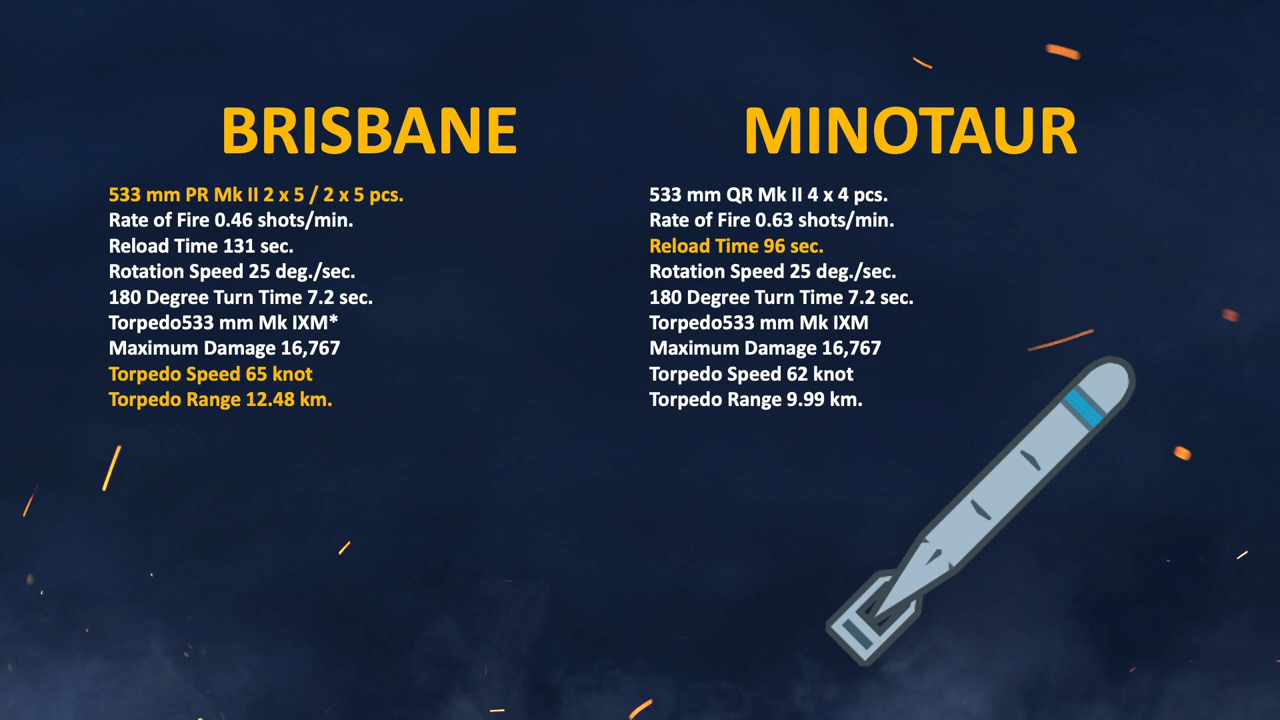 BRISBANE
533 mm PR Mk II 2 x 5 / 2 x 5 pcs.
Rate of Fire 0.46 shots/min.
Reload Time 131 sec.
Rotation Speed 25 deg./sec.
180 Degree Turn Time 7.2 sec.
Torpedo533 mm Mk IXM*
Maximum Damage 16,767
Torpedo Speed 65 knot
Torpedo Range 12.48 km.
MINOTAUR
533 mm QR Mk II 4 x 4 pcs.
Rate of Fire 0.63 shots/min.
Reload Time 96 sec.
Rotation Speed 25 deg./sec.
180 Degree Turn Time 7.2 sec.
Torpedo533 mm Mk IXM
Maximum Damage 16,767
Torpedo Speed 62 knot
Torpedo Range 9.99 km.